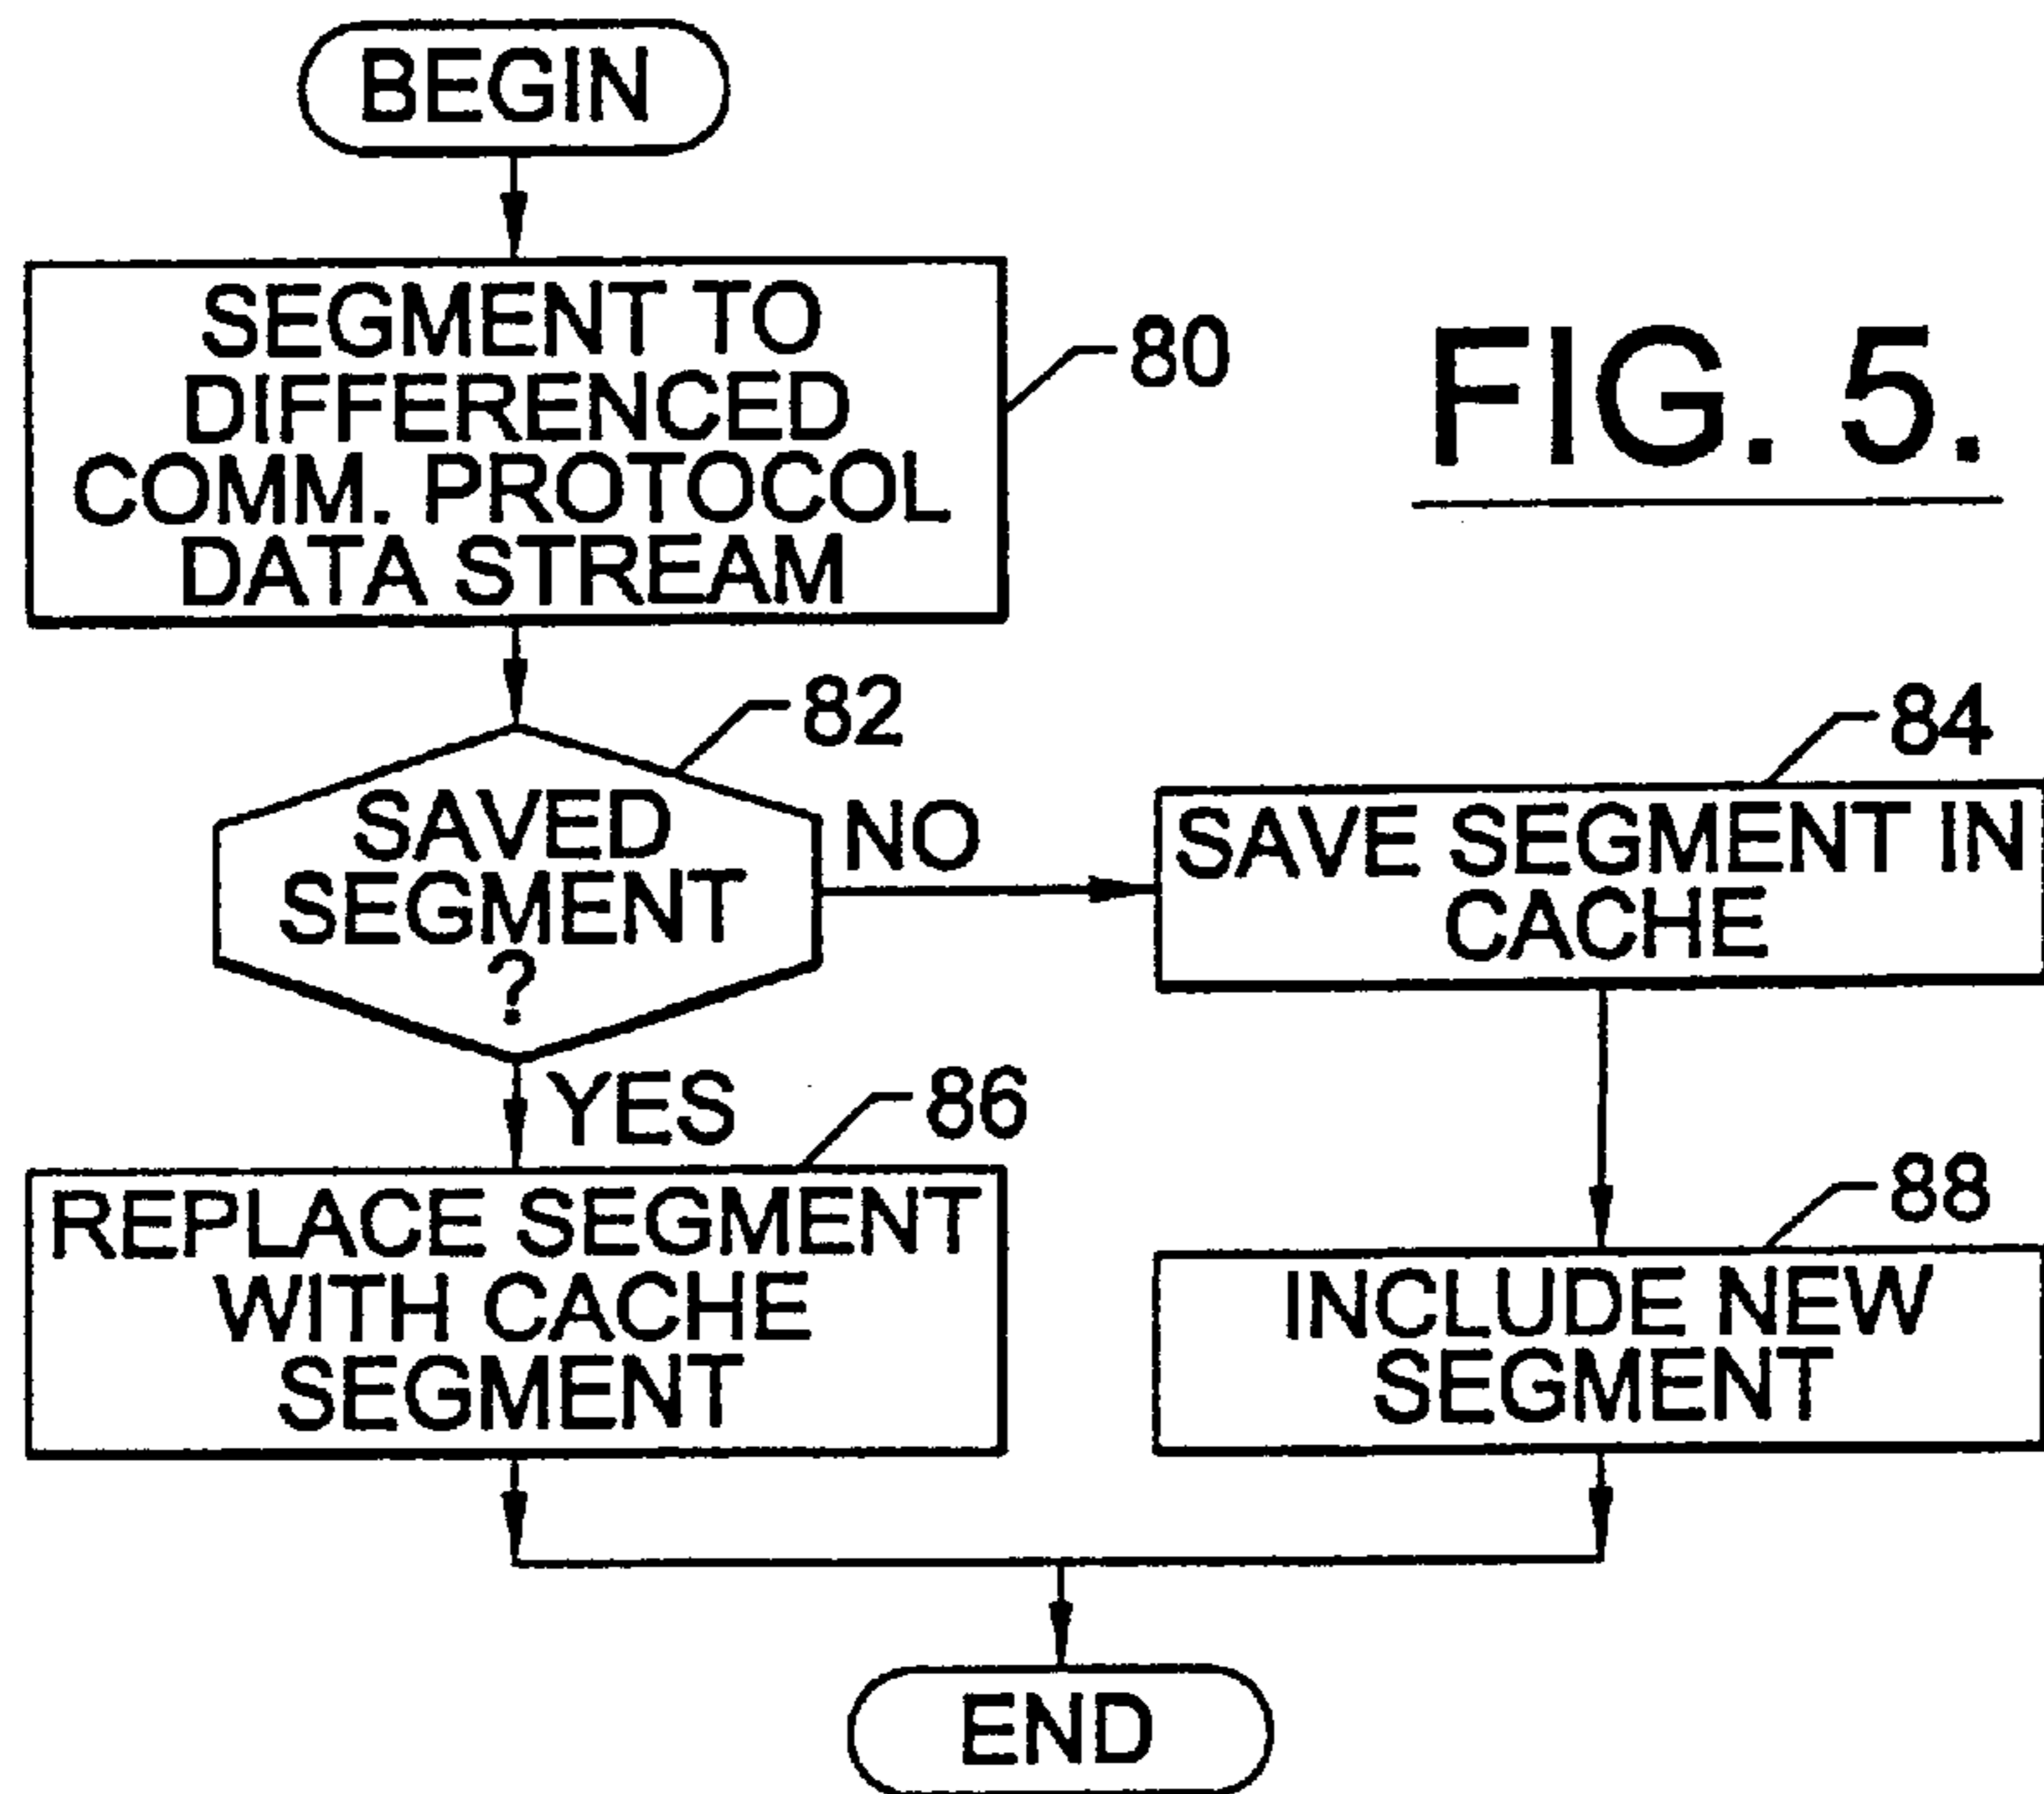 BEGIN
SEGMENT TO
DIFFERENCED
COMM. PROTOCOL
DATA STREAM
80
FIG. 5.
82
SAVED
SEGMENT
?
NO
84
SAVE SEGMENT IN
CACHE
YES
86
REPLACE SEGMENT
WITH CACHE
SEGMENT
88
INCLUDE NEW
SEGMENT
END